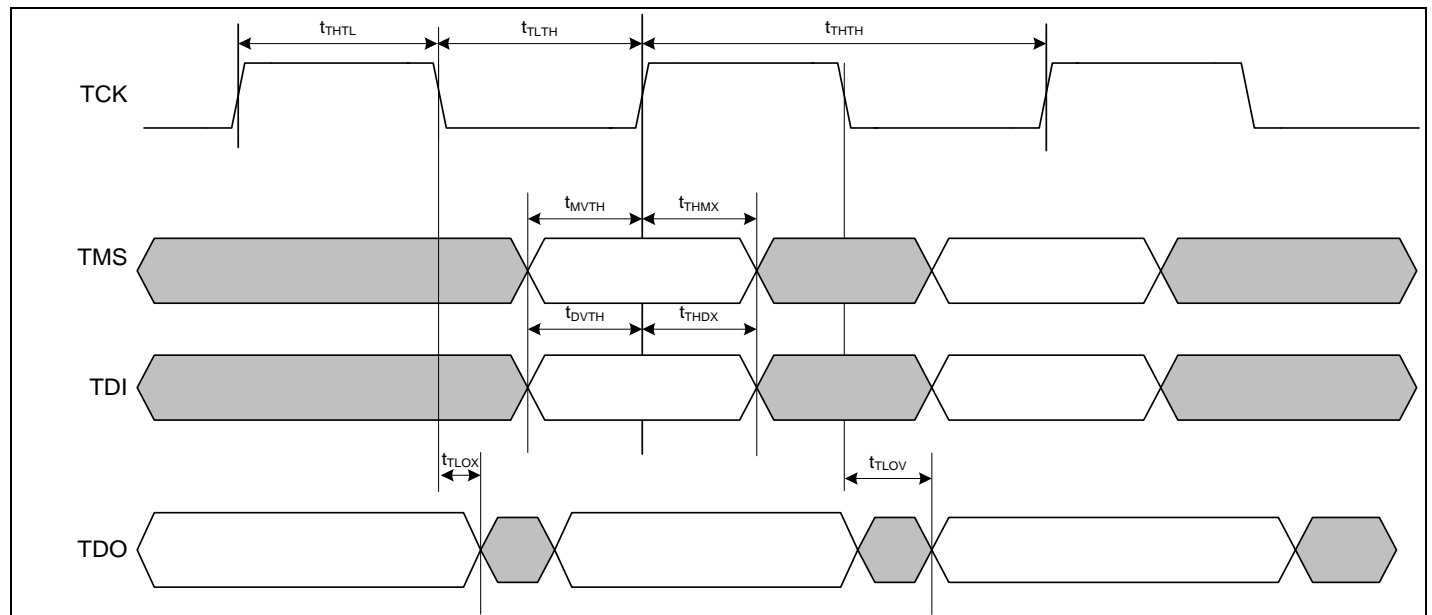 tTHTL tTLTH tTHTH
TCK
tMVTH tTHMX
TMS
tDVTH tTHDX
TDI
tTLOX tTLOV
TDO